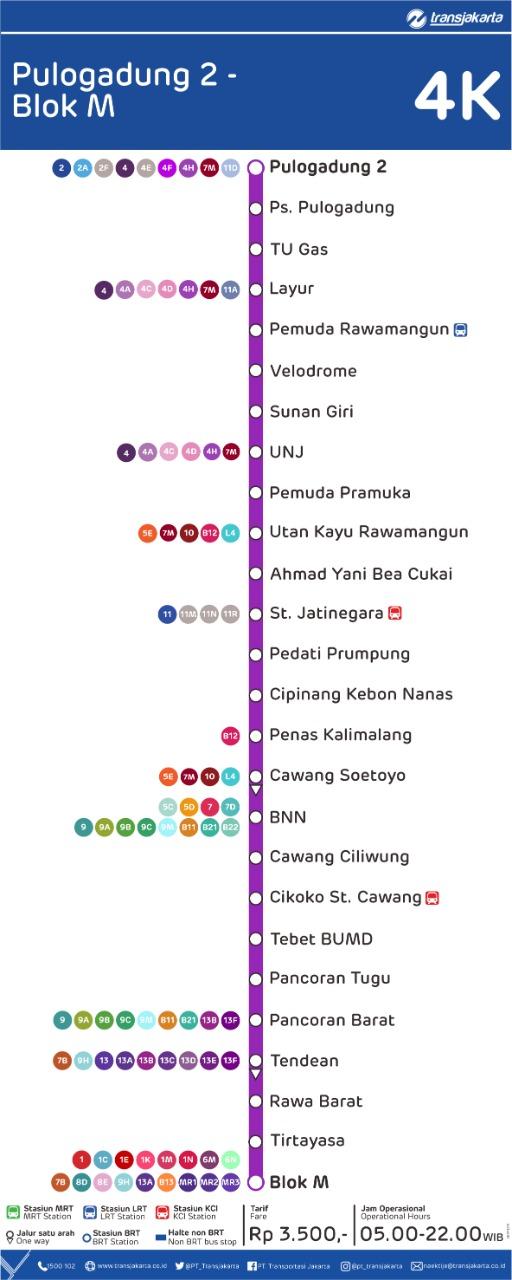 transjakarta
Pulogadung 2 -
Blok M
4K
2 2A 2F 4 4E 4F 4H 7M 11D
Pulogadung 2
Ps. Pulogadung
TU Gas
4 4A 4C 4D 4H 7M 11A
Layur
Pemuda Rawamangun
Velodrome
Sunan Giri
4 4A 4C 4D 4H 7M
UNJ
Pemuda Pramuka
5E 7M 10 B12 L4
Utan Kayu Rawamangun
Ahmad Yani Bea Cukai
11 11M 11N 11R
St. Jatinegara
Pedati Prumpung
Cipinang Kebon Nanas
B12
Penas Kalimalang
5E 7M 10 L4
Cawang Soetoyo
5C 5D 7 7D
9 9A 9B 9C 9M B11 B21 B22
BNN
Cawang Ciliwung
Cikoko St. Cawang
Tebet BUMD
Pancoran Tugu
9 9A 9B 9C 9M B11 B21 13B 13F
Pancoran Barat
7B 9H 13 13A 13B 13C 13D 13E 13F
Tendean
Rawa Barat
Tirtayasa
1 1C 1E 1K 1M 1N 6M 6N
7B 8D 8E 9H 13A B13 MR1 MR2 MR3
Blok M
Stasiun MRT
MRT Station
Stasiun LRT
LRT Station
Stasiun KCI
KCI Station
Jalur satu arah
One way
Stasiun BRT
BRT Station
Halte non BRT
Non BRT bus stop
Tarif
Fare
Rp 3.500,-
Jam Operasional
Operational Hours
05.00-22.00 WIB
1500 102
www.transjakarta.co.id
@PT_Transjakarta
PT Transportasi Jakarta
@pt_transjakarta
naektije@transjakarta.co.id